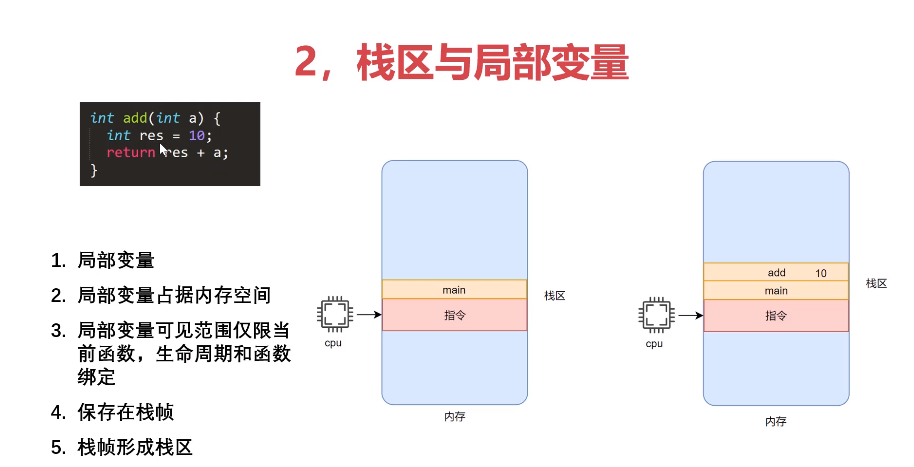 2，栈区与局部变量
int add(int a) {
int res = 10;
return res + a;
}
1. 局部变量
2. 局部变量占据内存空间
3. 局部变量可见范围仅限当
前函数，生命周期和函数
绑定
4. 保存在栈帧
5. 栈帧形成栈区
main
指令
栈区
cpu
内存
add 10
main
指令
栈区
cpu
内存